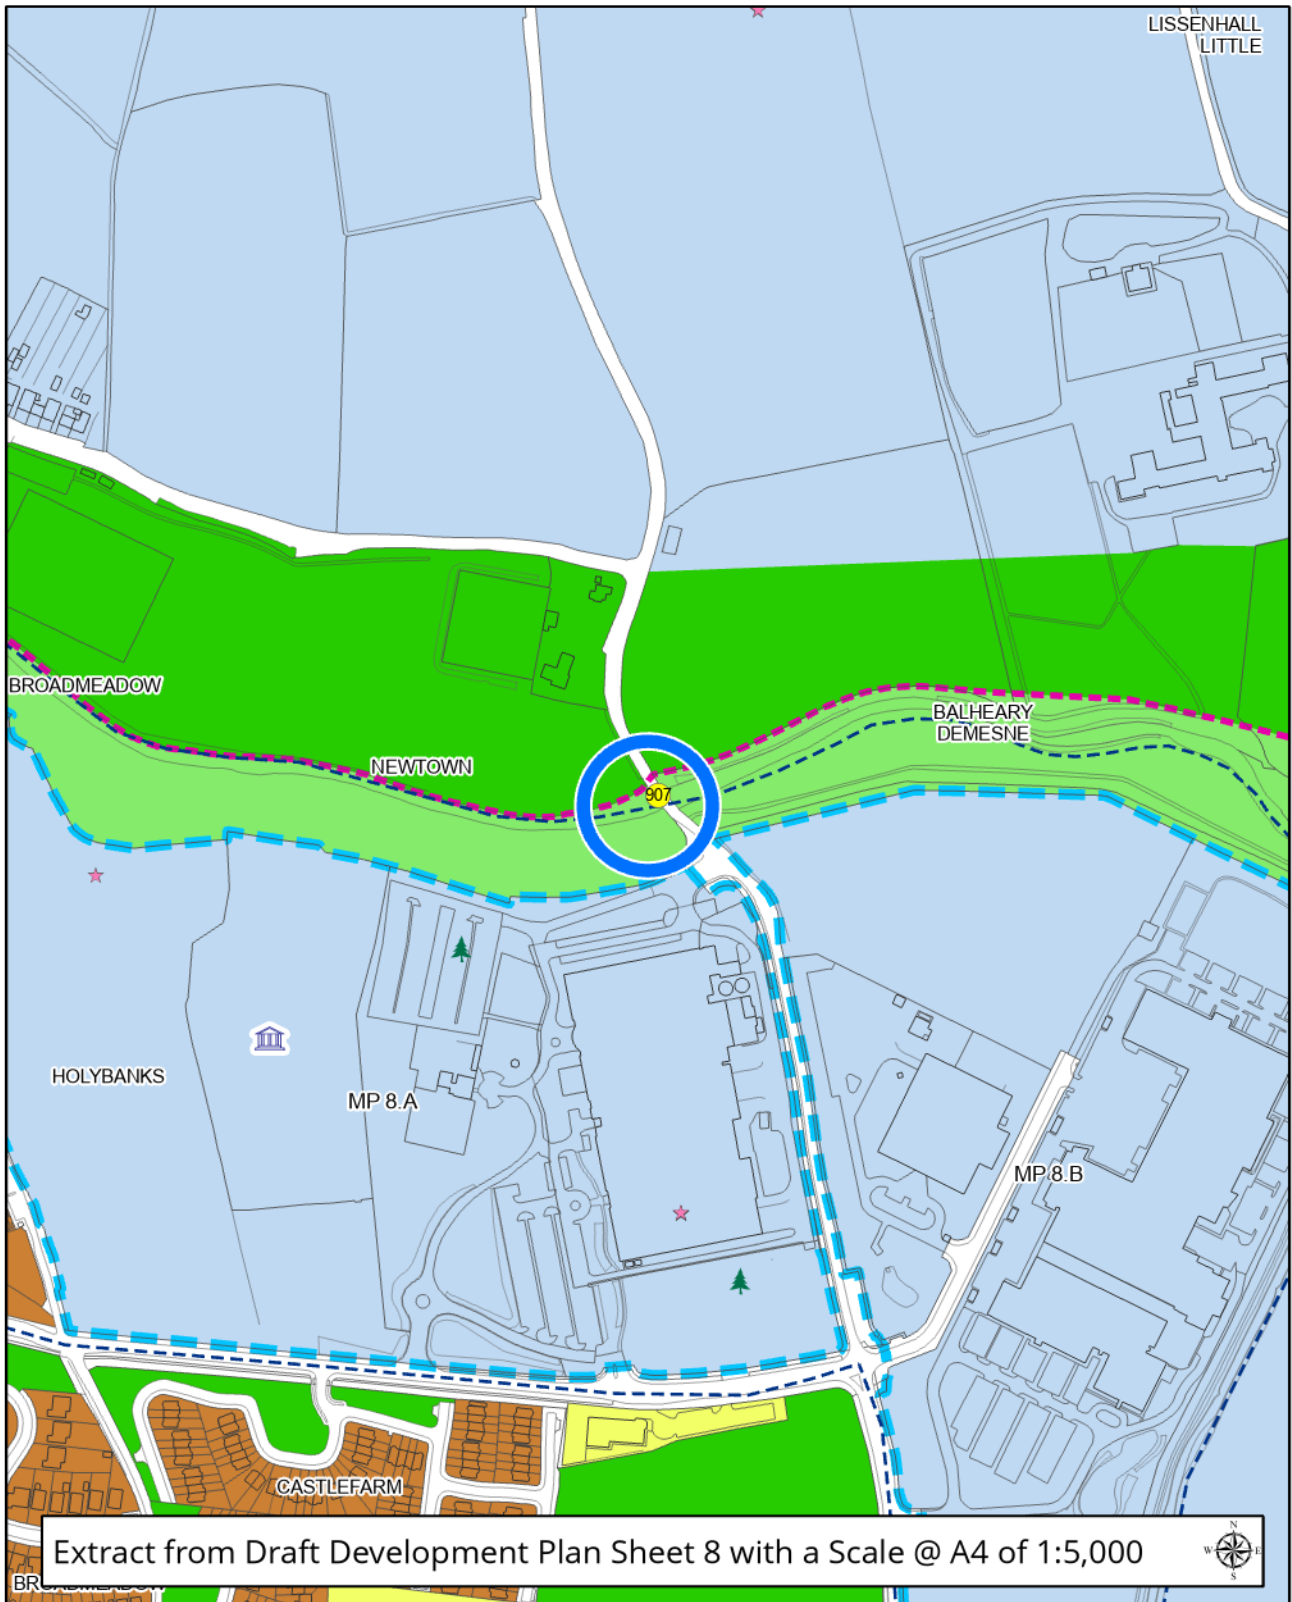 LISSENHALL
LITTLE
BROADMEADOW
BALHEARY
DEMESNE
NEWTOWN
907
HOLYBANKS
MP 8.A
MP 8.B
CASTLEFARM
Extract from Draft Development Plan Sheet 8 with a Scale @ A4 of 1:5,000
N
W
E
S
BROADMEADOW